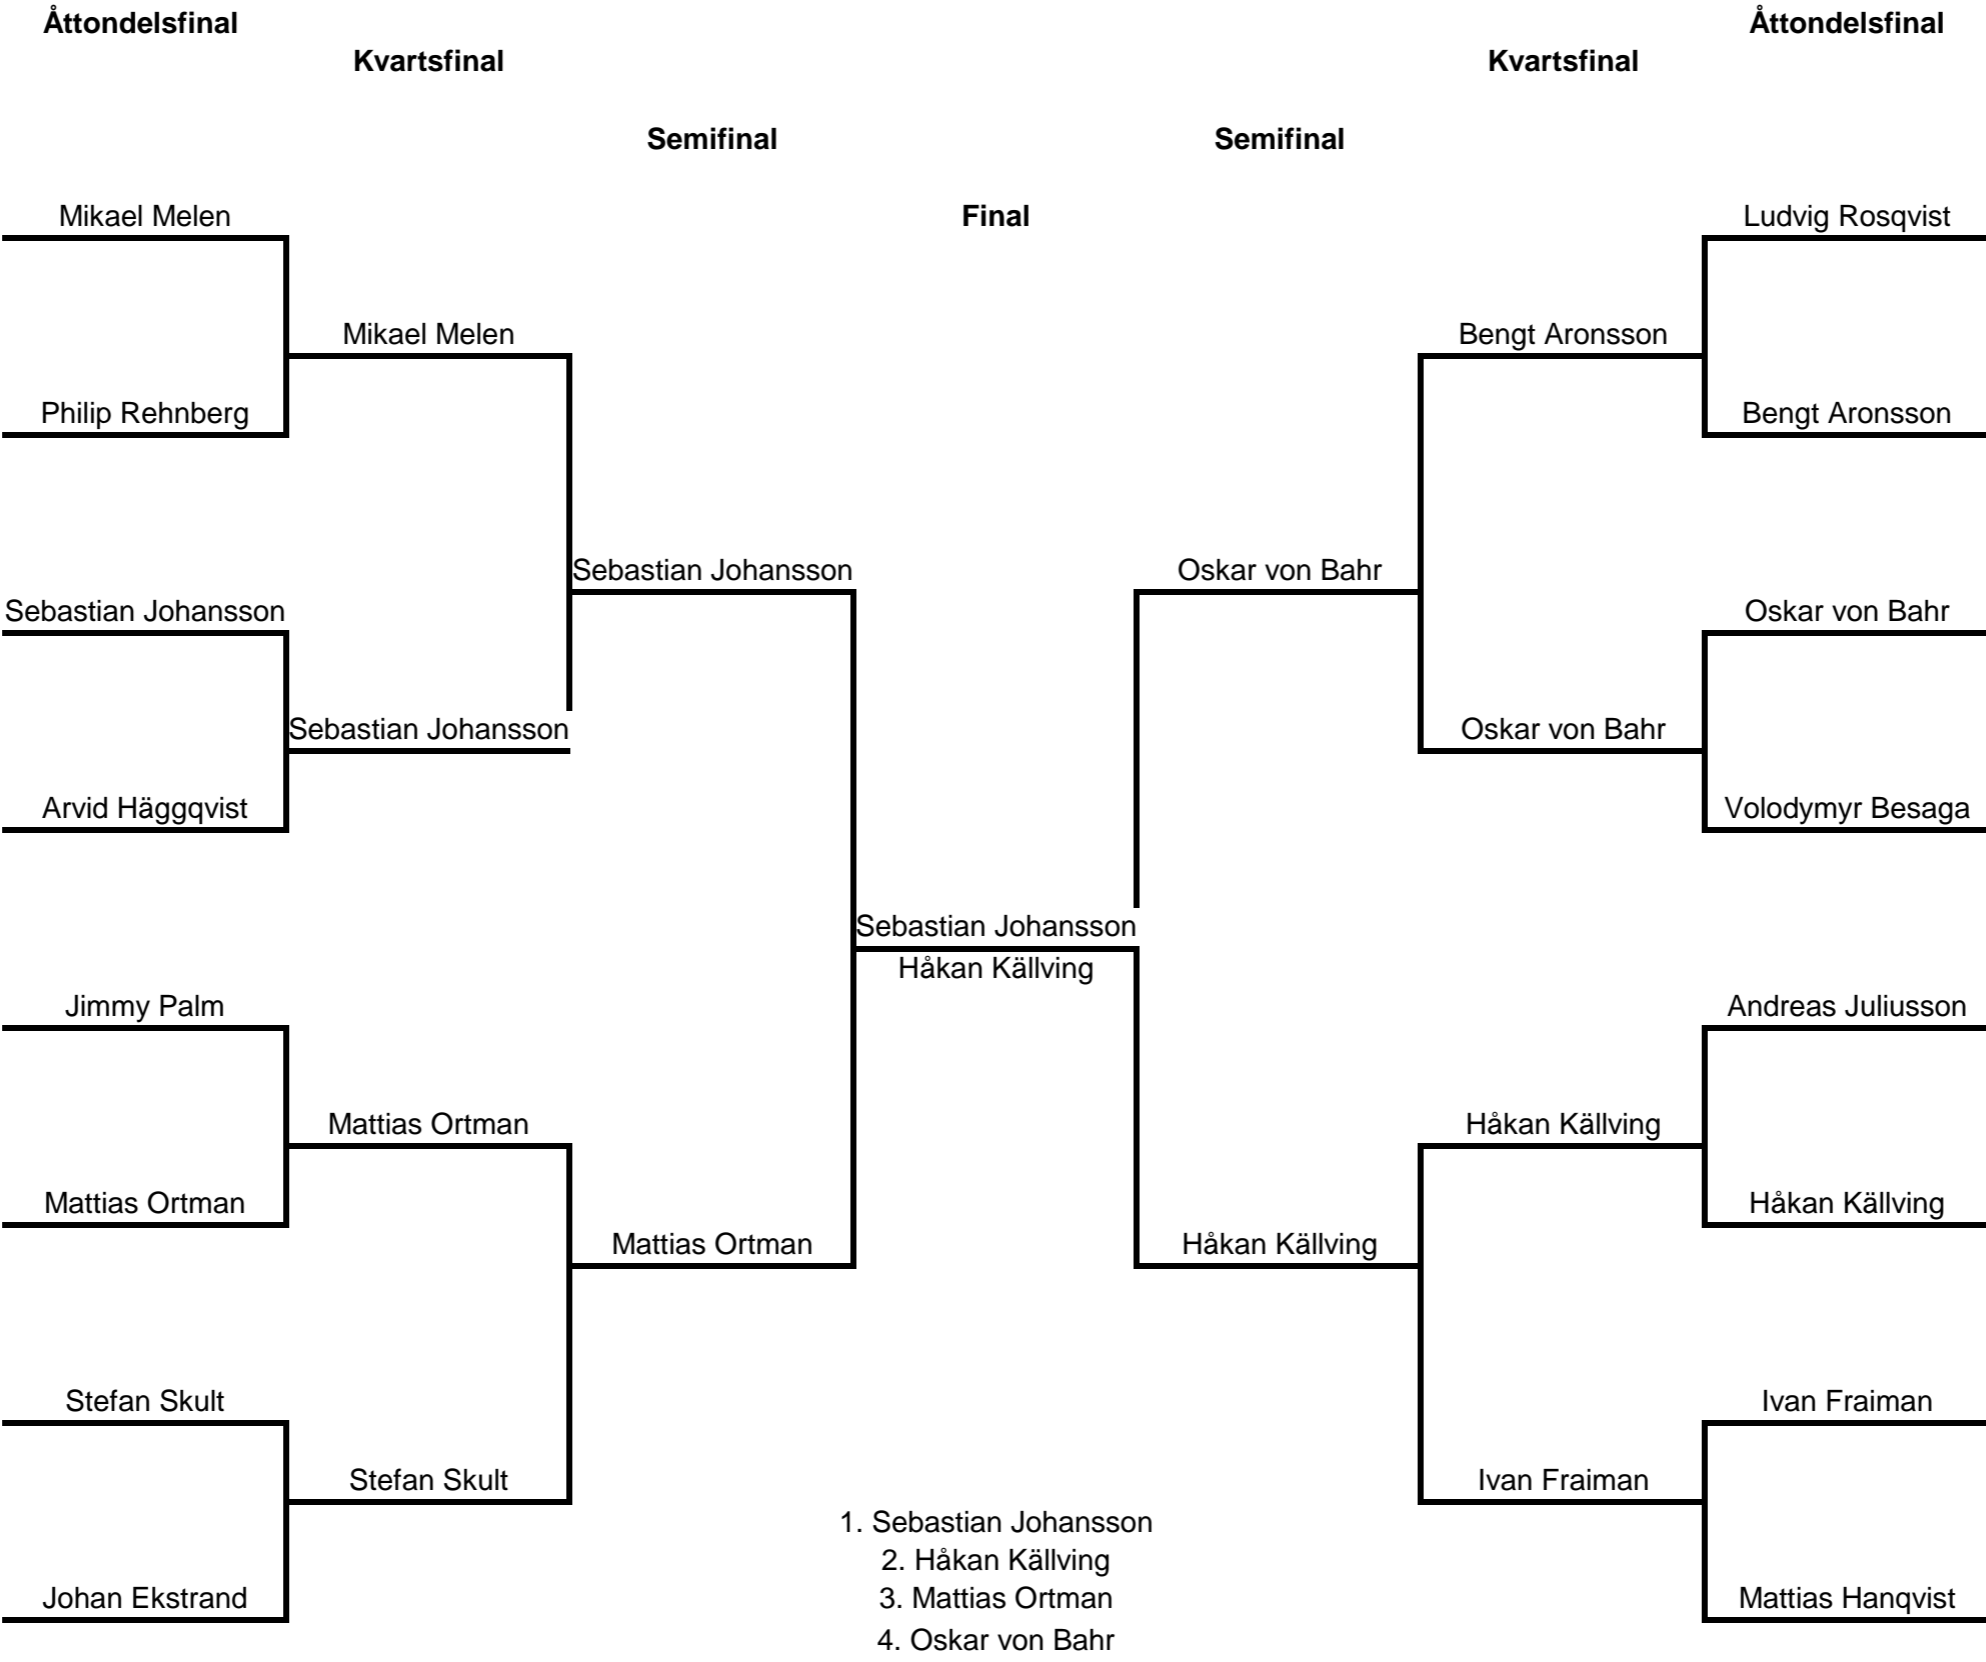 Åttondelsfinal Åttondelsfinal
Kvartsfinal Kvartsfinal
Semifinal Semifinal
Mikael Melen Final Ludvig Rosqvist
Mikael Melen Bengt Aronsson
Philip Rehnberg Bengt Aronsson
Sebastian Johansson Oskar von Bahr
Sebastian Johansson Oskar von Bahr
Sebastian Johansson Oskar von Bahr
Arvid Häggqvist Volodymyr Besaga
Sebastian Johansson
Håkan Källving
Jimmy Palm Andreas Juliusson
Mattias Ortman Håkan Källving
Mattias Ortman Håkan Källving
Mattias Ortman Håkan Källving
Stefan Skult Ivan Fraiman
Stefan Skult Ivan Fraiman
1. Sebastian Johansson
2. Håkan Källving
Johan Ekstrand 3. Mattias Ortman Mattias Hanqvist
4. Oskar von Bahr